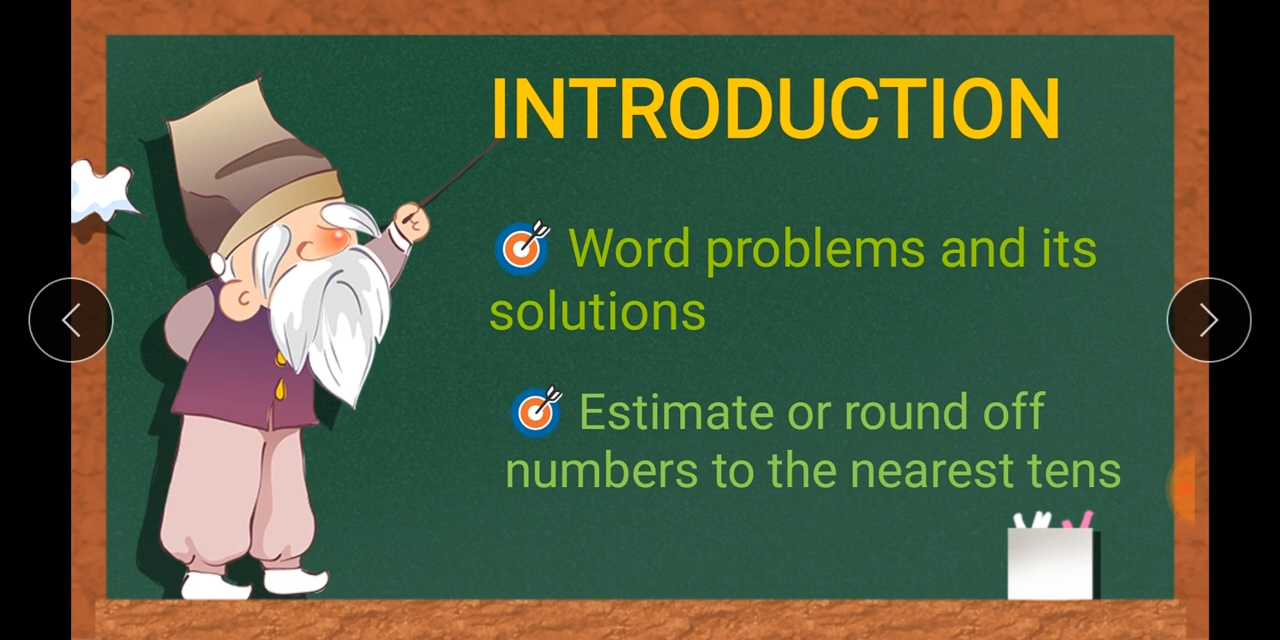 INTRODUCTION
Word problems and its
solutions
Estimate or round off
numbers to the nearest tens